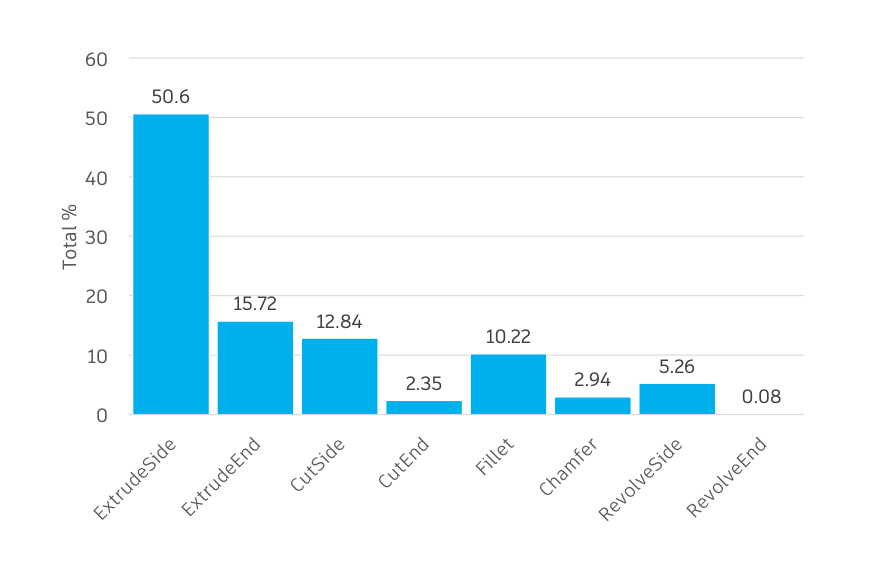 60
50.6
50
40
Total %
30
20
15.72
12.84
10.22
10
5.26
2.35
2.94
0.08
0
ExtrudeSide
ExtrudeEnd
CutSide
CutEnd
Fillet
Chamfer
RevolveSide
RevolveEnd